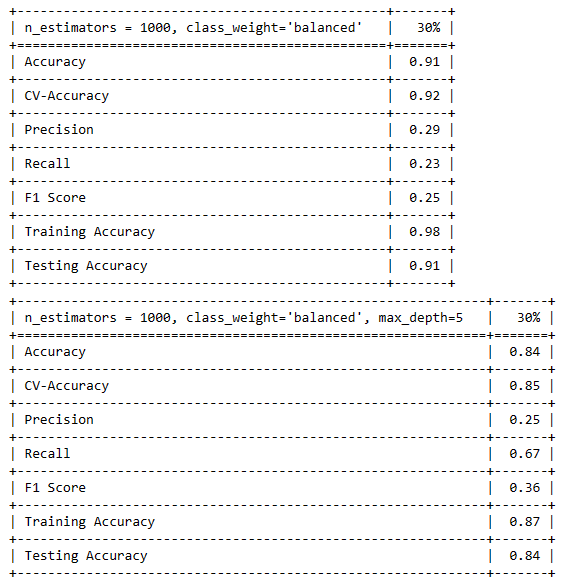 n_estimators = 1000, class_weight='balanced' | 30% |
Accuracy | 0.91 |
CV-Accuracy | 0.92 |
Precision | 0.29 |
Recall | 0.23 |
F1 Score | 0.25 |
Training Accuracy | 0.98 |
Testing Accuracy | 0.91 |
n_estimators = 1000, class_weight='balanced', max_depth=5 | 30% |
Accuracy | 0.84 |
CV-Accuracy | 0.85 |
Precision | 0.25 |
Recall | 0.67 |
F1 Score | 0.36 |
Training Accuracy | 0.87 |
Testing Accuracy | 0.84 |